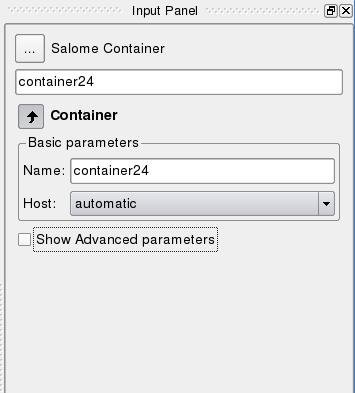 Input Panel
... Salome Container
container24
Container
Basic parameters
Name: container24
Host: automatic
Show Advanced parameters